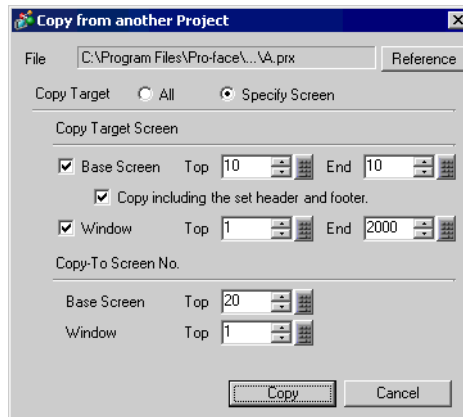 Copy from another Project
File C:\Program Files\Pro-face\...\A.prx Reference
Copy Target All Specify Screen
Copy Target Screen
Base Screen Top 10 End 10
Copy including the set header and footer.
Window Top 1 End 2000
Copy-To Screen No.
Base Screen Top 20
Window Top 1
Copy Cancel